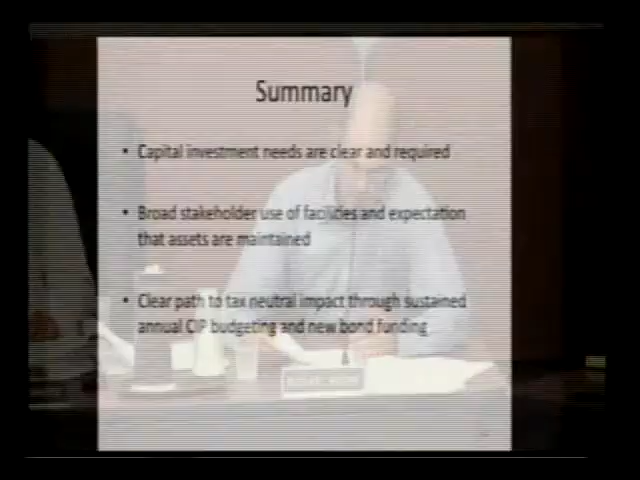 Summary
• Capital investment needs are clear and required
• Broad stakeholder use of facilities and expectation
that assets are maintained
• Clear path to tax neutral impact through sustained
annual CIP budgeting and new bond funding